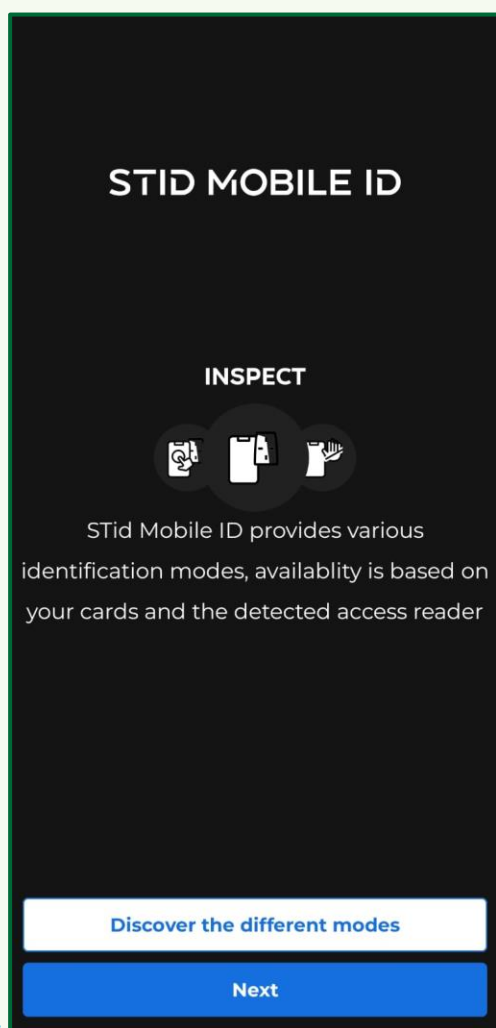 STID MOBILE ID
INSPECT
STid Mobile ID provides various
identification modes, availablity is based on
your cards and the detected access reader
Discover the different modes
Next